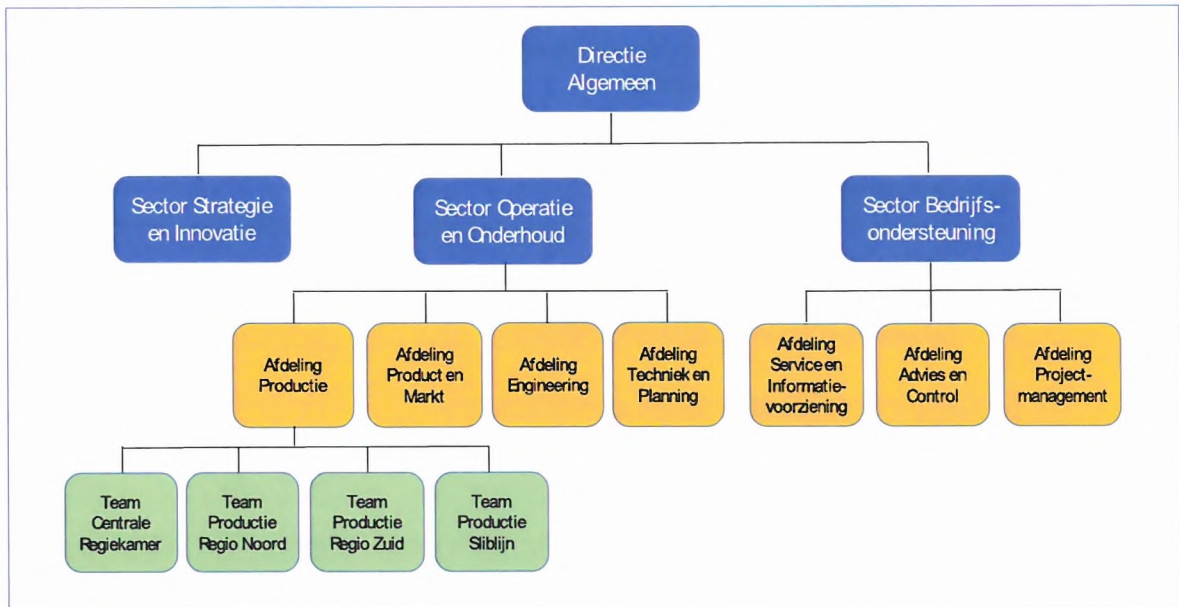 Directie
Algemeen
Sector Strategie
en Innovatie
Sector Operatie
en Onderhoud
Sector Bedrijfs-
ondersteuning
Afdeling
Productie
Afdeling
Product en
Markt
Afdeling
Engineering
Afdeling
Techniek en
Planning
Afdeling
Service en
Informatie-
voorziening
Afdeling
Advies en
Control
Afdeling
Project-
management
Team
Centrale
Regiekamer
Team
Productie
Regio Noord
Team
Productie
Regio Zuid
Team
Productie
Sliblijn